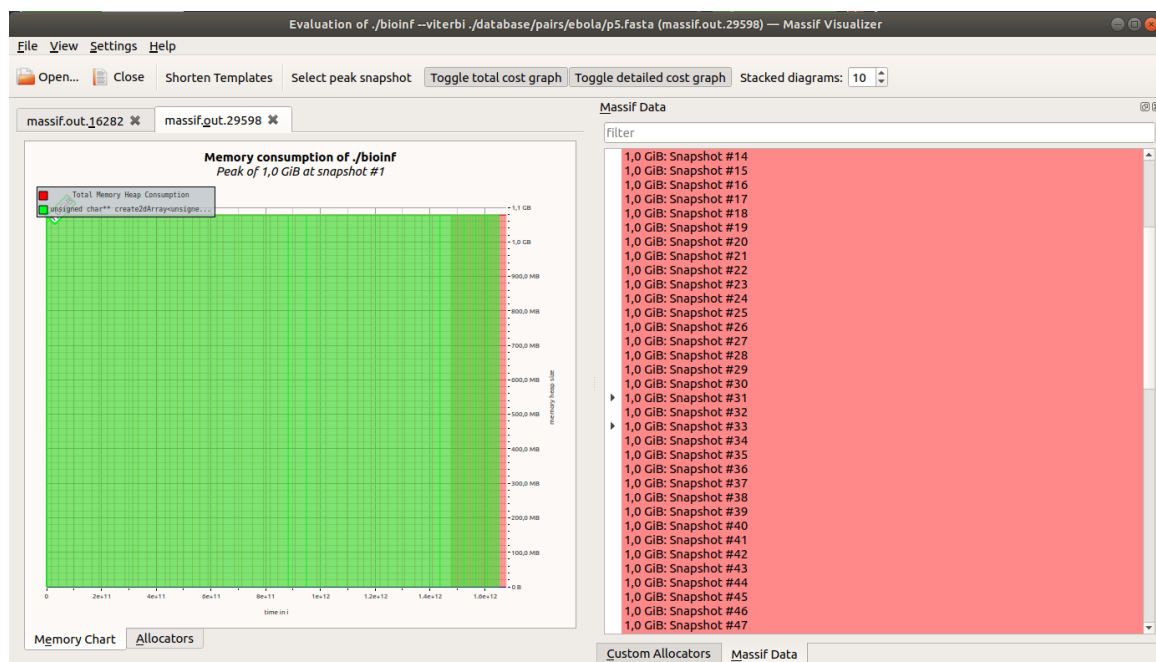 Evaluation of ./bioinf --viterbi ./database/pairs/ebola/p5.fasta (massif.out.29598) — Massif Visualizer
File View Settings Help
Open... Close Shorten Templates Select peak snapshot Toggle total cost graph Toggle detailed cost graph Stacked diagrams: 10
massif.out.16282 massif.out.29598
Memory consumption of ./bioinf
Peak of 1,0 GiB at snapshot #1
Total Memory Heap Consumption
unsigned char** create2dArray<unsigne...
1,1 GB
1,0 GB
900,0 MB
800,0 MB
700,0 MB
600,0 MB
500,0 MB
400,0 MB
300,0 MB
200,0 MB
100,0 MB
0 B
memory heap size
0 2e+11 4e+11 6e+11 8e+11 1e+12 1.2e+12 1.4e+12 1.6e+12
time in i
Memory Chart Allocators
Massif Data
filter
1,0 GiB: Snapshot #14
1,0 GiB: Snapshot #15
1,0 GiB: Snapshot #16
1,0 GiB: Snapshot #17
1,0 GiB: Snapshot #18
1,0 GiB: Snapshot #19
1,0 GiB: Snapshot #20
1,0 GiB: Snapshot #21
1,0 GiB: Snapshot #22
1,0 GiB: Snapshot #23
1,0 GiB: Snapshot #24
1,0 GiB: Snapshot #25
1,0 GiB: Snapshot #26
1,0 GiB: Snapshot #27
1,0 GiB: Snapshot #28
1,0 GiB: Snapshot #29
1,0 GiB: Snapshot #30
1,0 GiB: Snapshot #31
1,0 GiB: Snapshot #32
1,0 GiB: Snapshot #33
1,0 GiB: Snapshot #34
1,0 GiB: Snapshot #35
1,0 GiB: Snapshot #36
1,0 GiB: Snapshot #37
1,0 GiB: Snapshot #38
1,0 GiB: Snapshot #39
1,0 GiB: Snapshot #40
1,0 GiB: Snapshot #41
1,0 GiB: Snapshot #42
1,0 GiB: Snapshot #43
1,0 GiB: Snapshot #44
1,0 GiB: Snapshot #45
1,0 GiB: Snapshot #46
1,0 GiB: Snapshot #47
Custom Allocators Massif Data